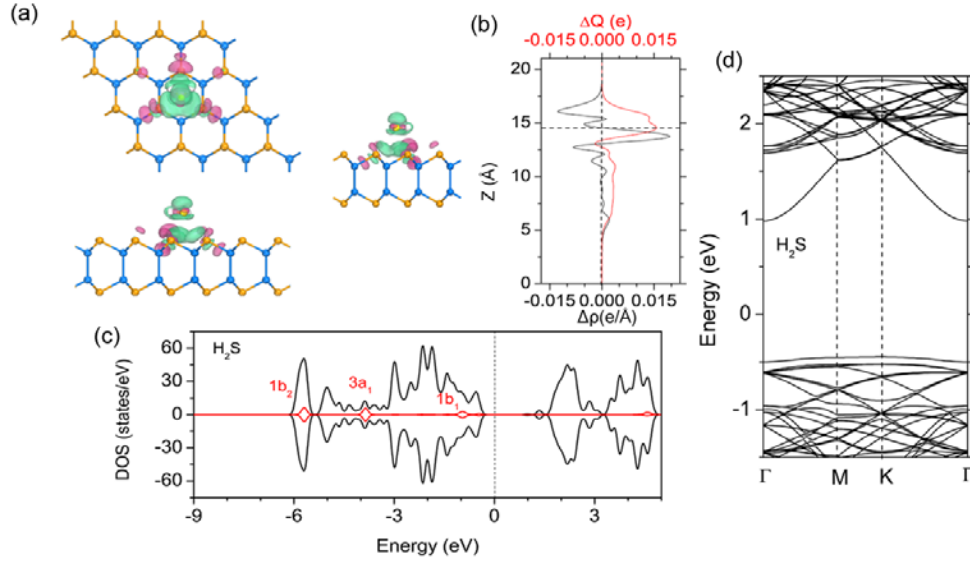 (a)
(b)
ΔQ (e)
-0.015 0.000 0.015
20
15
10
5
0
Z (Å)
-0.015 0.000 0.015
Δρ(e/Å)
(c)
H₂S
60
30
0
-30
-60
DOS (states/eV)
1b₂
3a₁
1b₁
-9 -6 -3 0 3
Energy (eV)
(d)
2
1
0
-1
Energy (eV)
H₂S
Γ M K Γ